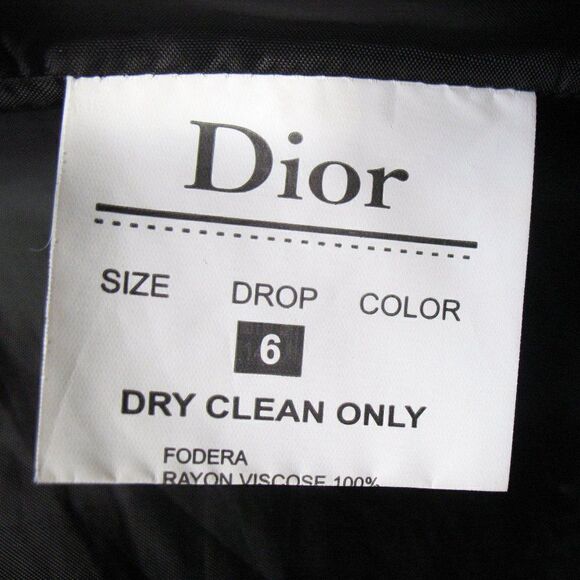 Dior
SIZE DROP COLOR
6
DRY CLEAN ONLY
FODERA
RAYON VISCOSE 100%